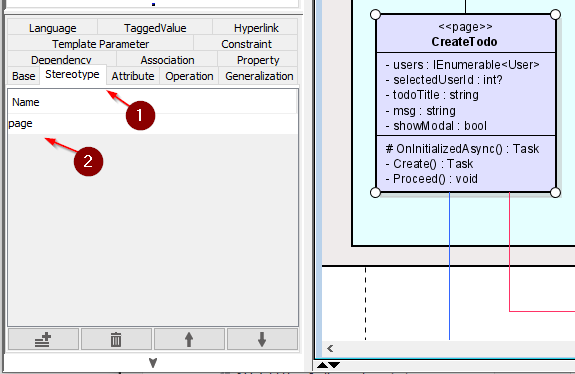 Language TaggedValue Hyperlink
Template Parameter Constraint
Dependency Association Property
Base Stereotype Attribute Operation Generalization
Name
page
1
2
<<page>>
CreateTodo
- users : IEnumerable<User>
- selectedUserId : int?
- todoTitle : string
- msg : string
- showModal : bool
# OnInitializedAsync() : Task
- Create() : Task
- Proceed() : void